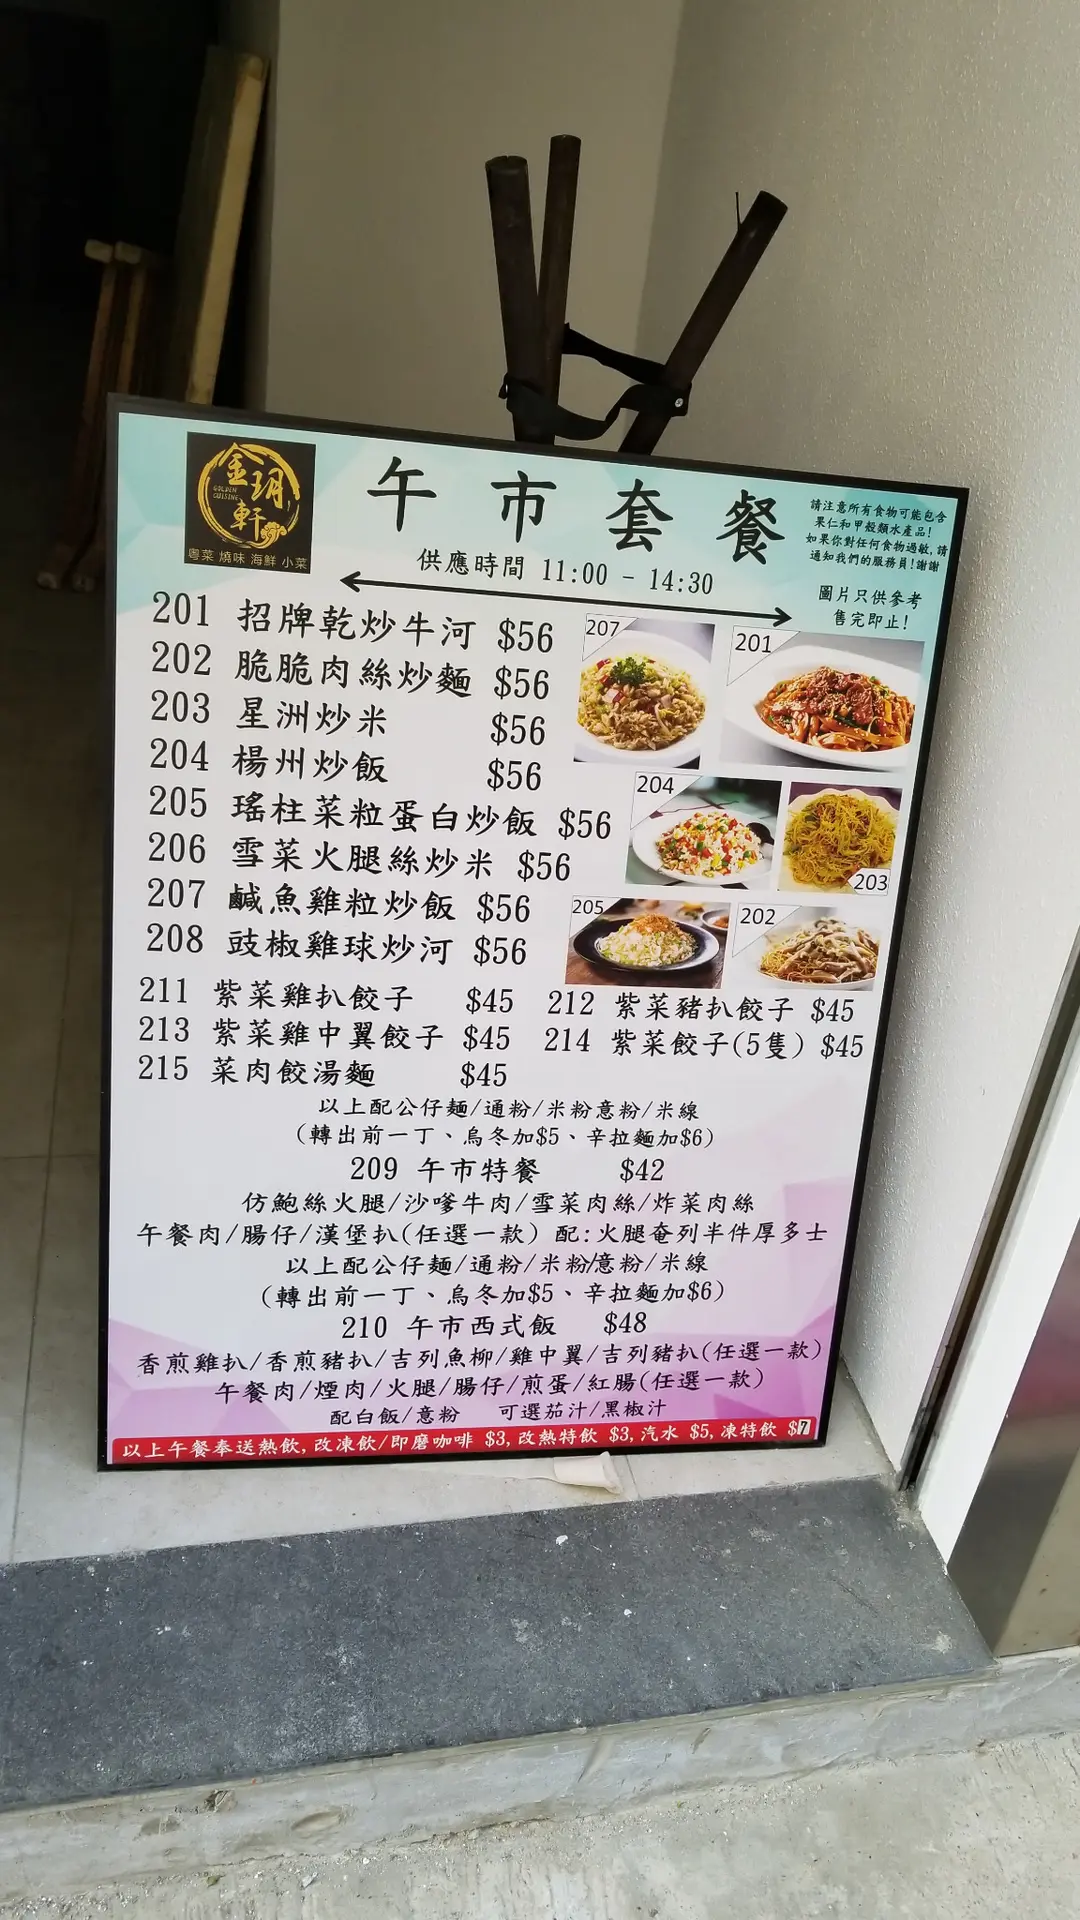 金玥軒
GOLDEN
CUISINE
粵菜 燒味 海鮮 小菜
午市套餐
供應時間 11:00 - 14:30
請注意所有食物可能包含
果仁和甲殼類水產品!
如果你對任何食物過敏,請
通知我們的服務員!謝謝
圖片只供參考
售完即止!
201 招牌乾炒牛河 $56
202 脆脆肉絲炒麵 $56
203 星洲炒米 $56
204 楊州炒飯 $56
205 瑤柱菜粒蛋白炒飯 $56
206 雪菜火腿絲炒米 $56
207 鹹魚雞粒炒飯 $56
208 豉椒雞球炒河 $56
207
201
204
203
205
202
211 紫菜雞扒餃子 $45 212 紫菜豬扒餃子 $45
213 紫菜雞中翼餃子 $45 214 紫菜餃子(5隻) $45
215 菜肉餃湯麵 $45
以上配公仔麵/通粉/米粉意粉/米線
(轉出前一丁、烏冬加$5、辛拉麵加$6)
209 午市特餐 $42
仿鮑絲火腿/沙嗲牛肉/雪菜肉絲/炸菜肉絲
午餐肉/腸仔/漢堡扒(任選一款) 配:火腿奄列半件厚多士
以上配公仔麵/通粉/米粉/意粉/米線
(轉出前一丁、烏冬加$5、辛拉麵加$6)
210 午市西式飯 $48
香煎雞扒/香煎豬扒/吉列魚柳/雞中翼/吉列豬扒(任選一款)
午餐肉/煙肉/火腿/腸仔/煎蛋/紅腸(任選一款)
配白飯/意粉 可選茄汁/黑椒汁
以上午餐奉送熱飲,改凍飲/即磨咖啡 $3,改熱特飲 $3,汽水 $5,凍特飲 $7